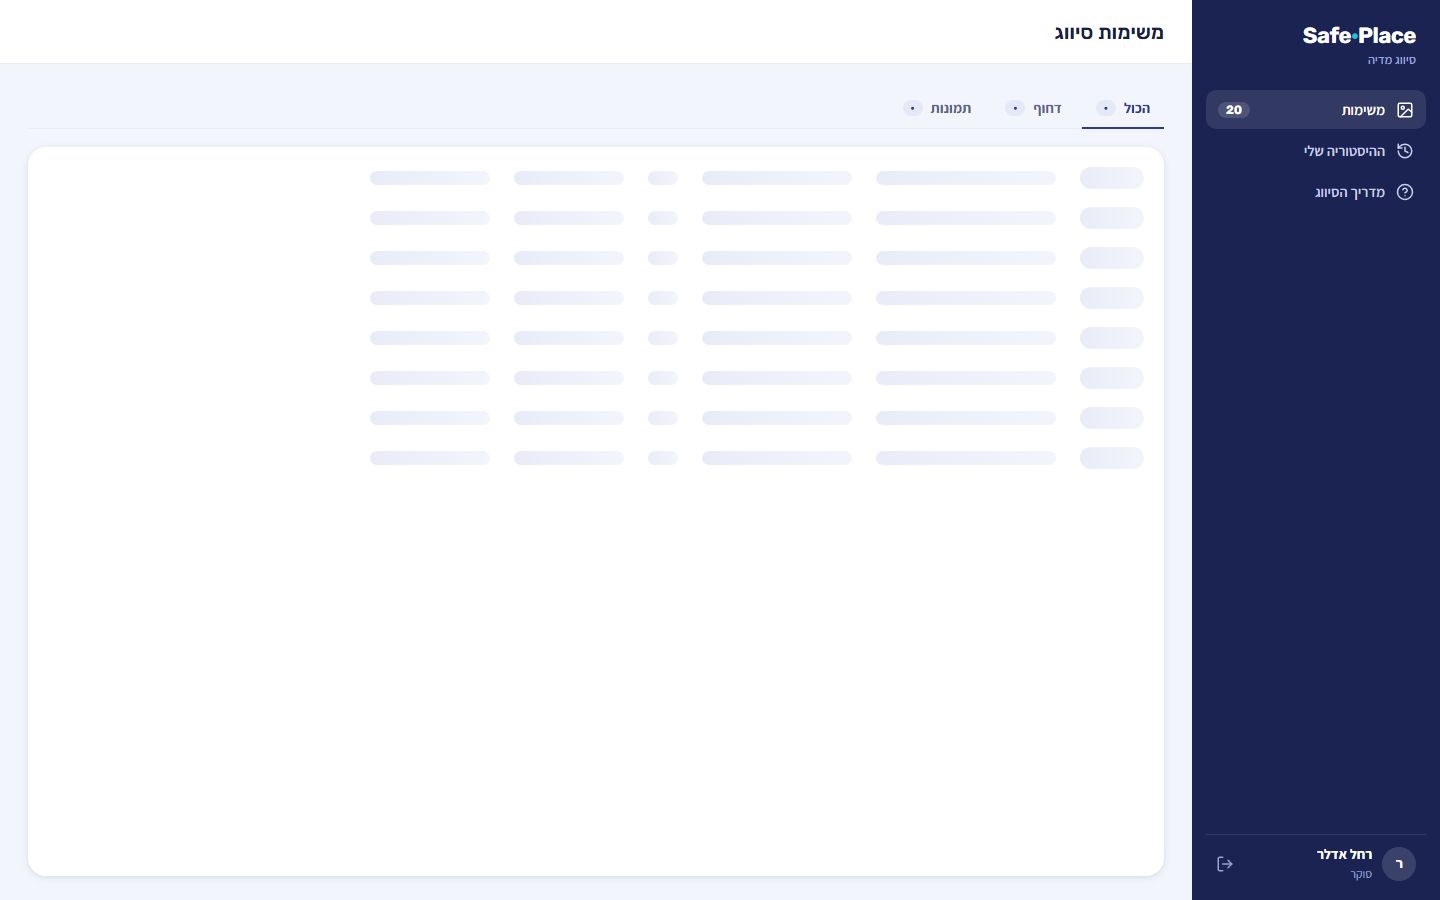 Safe•Place
סיווג מדיה
משימות 20
ההיסטוריה שלי
מדריך הסיווג
משימות סיווג
הכול • דחוף • תמונות •
ר
רחל אדלר
סוקר